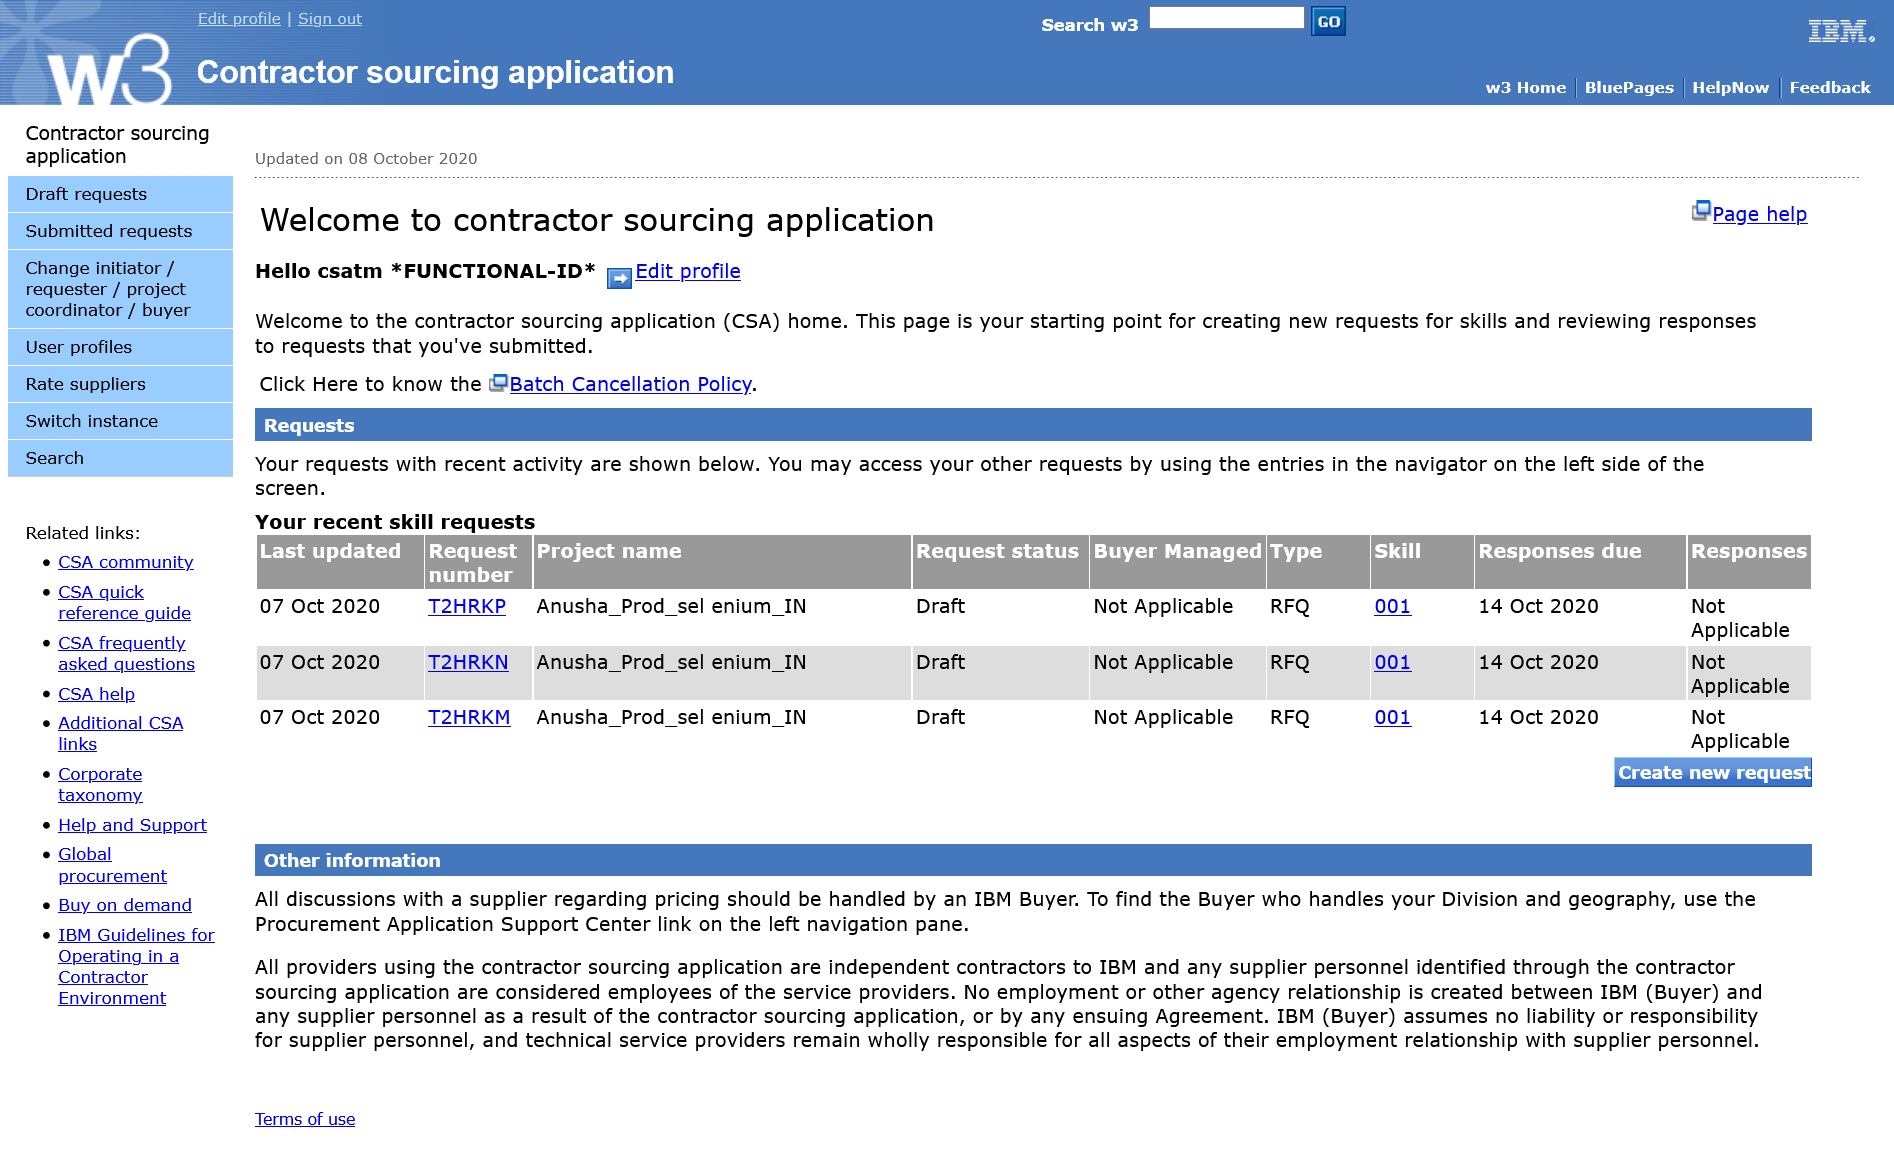 Edit profile | Sign out
Search w3 GO
IBM.
w3
Contractor sourcing application
w3 Home BluePages HelpNow Feedback
Contractor sourcing
application
Draft requests
Submitted requests
Change initiator /
requester / project
coordinator / buyer
User profiles
Rate suppliers
Switch instance
Search
Related links:
• CSA community
• CSA quick
reference guide
• CSA frequently
asked questions
• CSA help
• Additional CSA
links
• Corporate
taxonomy
• Help and Support
• Global
procurement
• Buy on demand
• IBM Guidelines for
Operating in a
Contractor
Environment
Updated on 08 October 2020
Welcome to contractor sourcing application
Page help
Hello csatm *FUNCTIONAL-ID* Edit profile
Welcome to the contractor sourcing application (CSA) home. This page is your starting point for creating new requests for skills and reviewing responses
to requests that you've submitted.
Click Here to know the Batch Cancellation Policy.
Requests
Your requests with recent activity are shown below. You may access your other requests by using the entries in the navigator on the left side of the
screen.
Your recent skill requests
Last updated Request number Project name Request status Buyer Managed Type Skill Responses due Responses
07 Oct 2020 T2HRKP Anusha_Prod_sel enium_IN Draft Not Applicable RFQ 001 14 Oct 2020 Not Applicable
07 Oct 2020 T2HRKN Anusha_Prod_sel enium_IN Draft Not Applicable RFQ 001 14 Oct 2020 Not Applicable
07 Oct 2020 T2HRKM Anusha_Prod_sel enium_IN Draft Not Applicable RFQ 001 14 Oct 2020 Not Applicable
Create new request
Other information
All discussions with a supplier regarding pricing should be handled by an IBM Buyer. To find the Buyer who handles your Division and geography, use the
Procurement Application Support Center link on the left navigation pane.
All providers using the contractor sourcing application are independent contractors to IBM and any supplier personnel identified through the contractor
sourcing application are considered employees of the service providers. No employment or other agency relationship is created between IBM (Buyer) and
any supplier personnel as a result of the contractor sourcing application, or by any ensuing Agreement. IBM (Buyer) assumes no liability or responsibility
for supplier personnel, and technical service providers remain wholly responsible for all aspects of their employment relationship with supplier personnel.
Terms of use